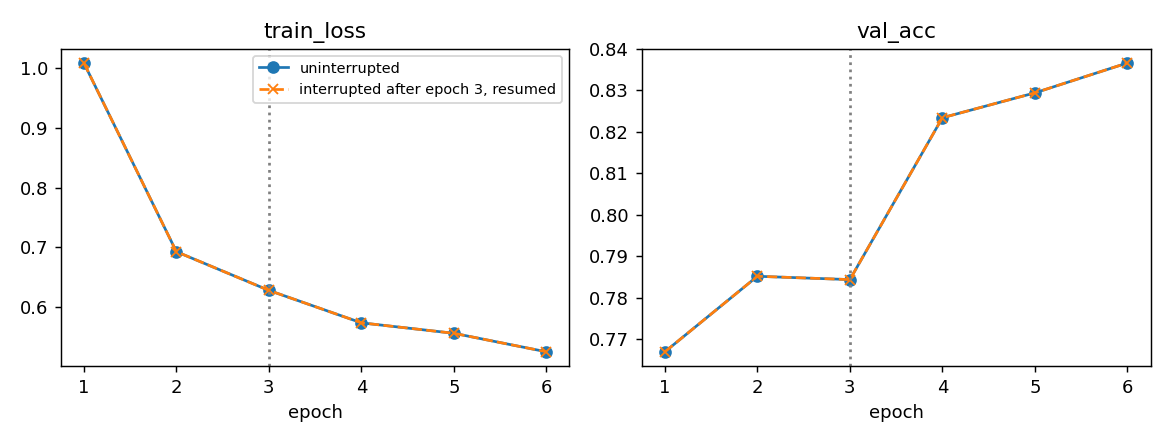 train_loss
1.0
0.9
0.8
0.7
0.6
uninterrupted
interrupted after epoch 3, resumed
1 2 3 4 5 6
epoch
val_acc
0.84
0.83
0.82
0.81
0.80
0.79
0.78
0.77
1 2 3 4 5 6
epoch